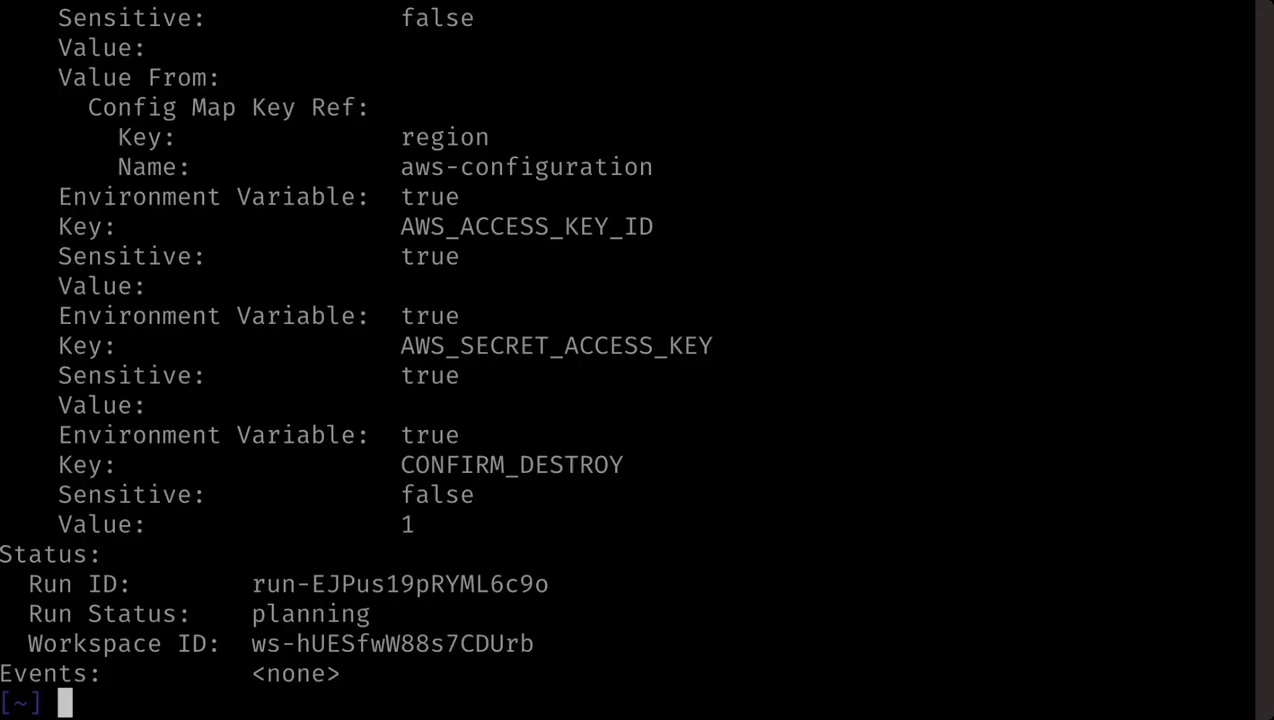 Sensitive: false
Value:
Value From:
Config Map Key Ref:
Key: region
Name: aws-configuration
Environment Variable: true
Key: AWS_ACCESS_KEY_ID
Sensitive: true
Value:
Environment Variable: true
Key: AWS_SECRET_ACCESS_KEY
Sensitive: true
Value:
Environment Variable: true
Key: CONFIRM_DESTROY
Sensitive: false
Value: 1
Status:
Run ID: run-EJPus19pRYML6c9o
Run Status: planning
Workspace ID: ws-hUESfwW88s7CDUrb
Events: <none>
[~]